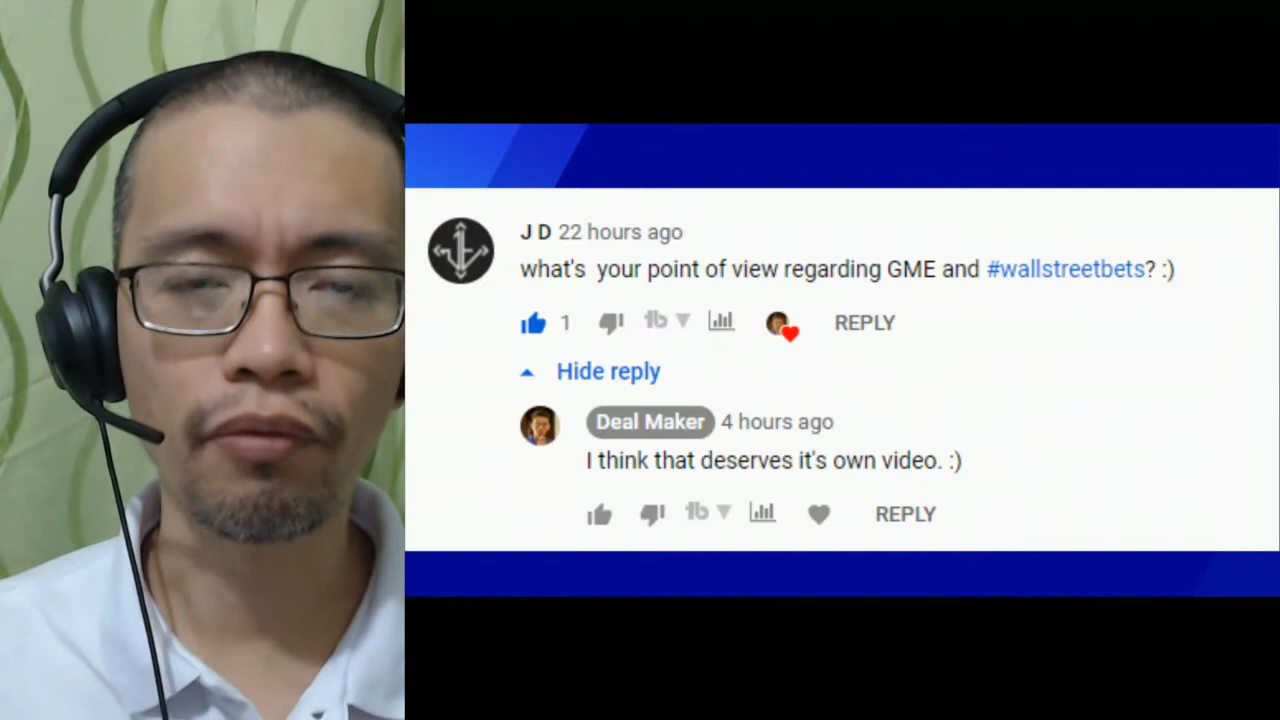 J D 22 hours ago
what's your point of view regarding GME and #wallstreetbets? :)
1
REPLY
Hide reply
Deal Maker 4 hours ago
I think that deserves it's own video. :)
REPLY